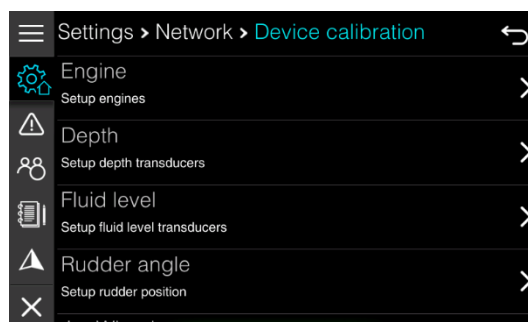 Settings > Network > Device calibration
Engine
Setup engines
Depth
Setup depth transducers
Fluid level
Setup fluid level transducers
Rudder angle
Setup rudder position